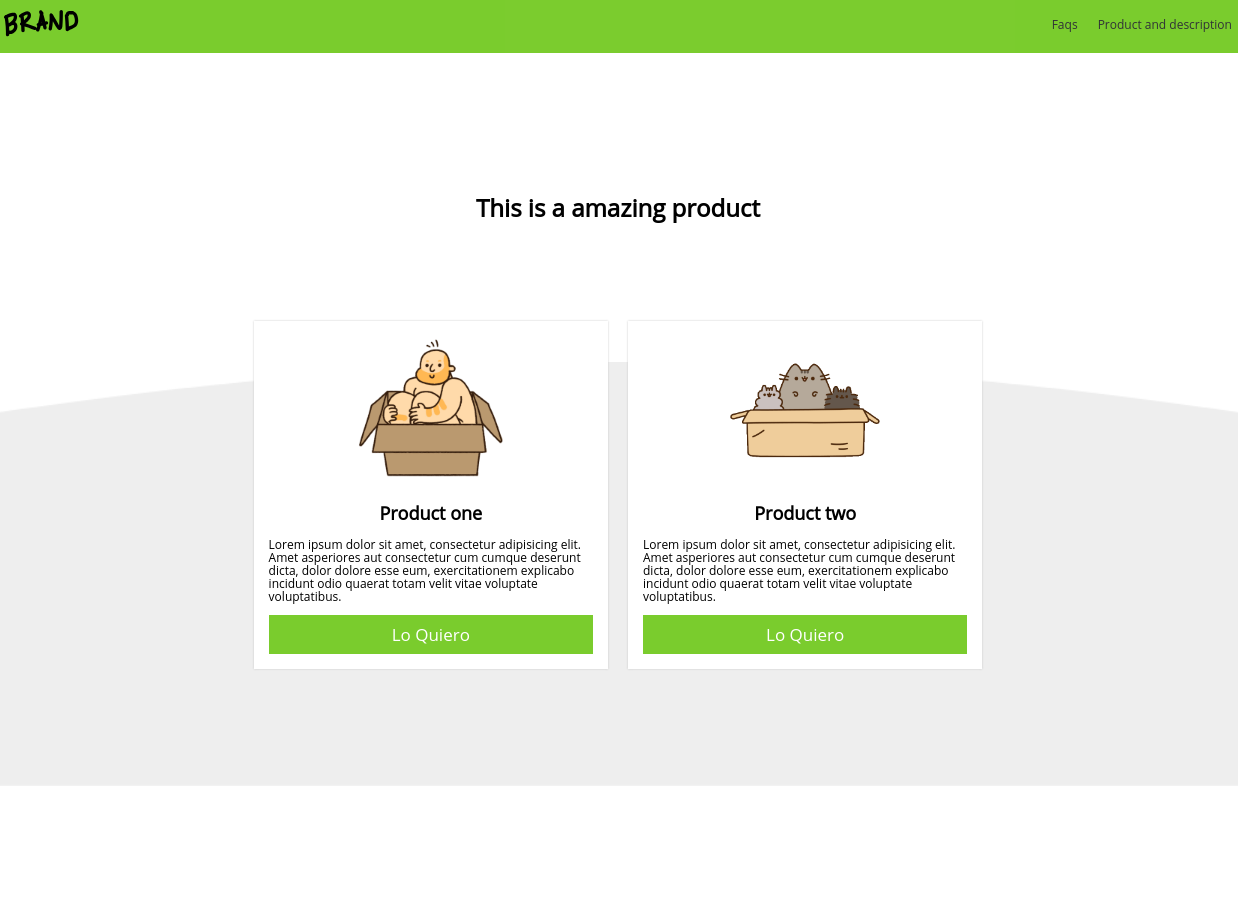 BRAND
Faqs
Product and description
This is a amazing product
Product one
Lorem ipsum dolor sit amet, consectetur adipisicing elit.
Amet asperiores aut consectetur cum cumque deserunt
dicta, dolor dolore esse eum, exercitationem explicabo
incidunt odio quaerat totam velit vitae voluptate
voluptatibus.
Lo Quiero
Product two
Lorem ipsum dolor sit amet, consectetur adipisicing elit.
Amet asperiores aut consectetur cum cumque deserunt
dicta, dolor dolore esse eum, exercitationem explicabo
incidunt odio quaerat totam velit vitae voluptate
voluptatibus.
Lo Quiero